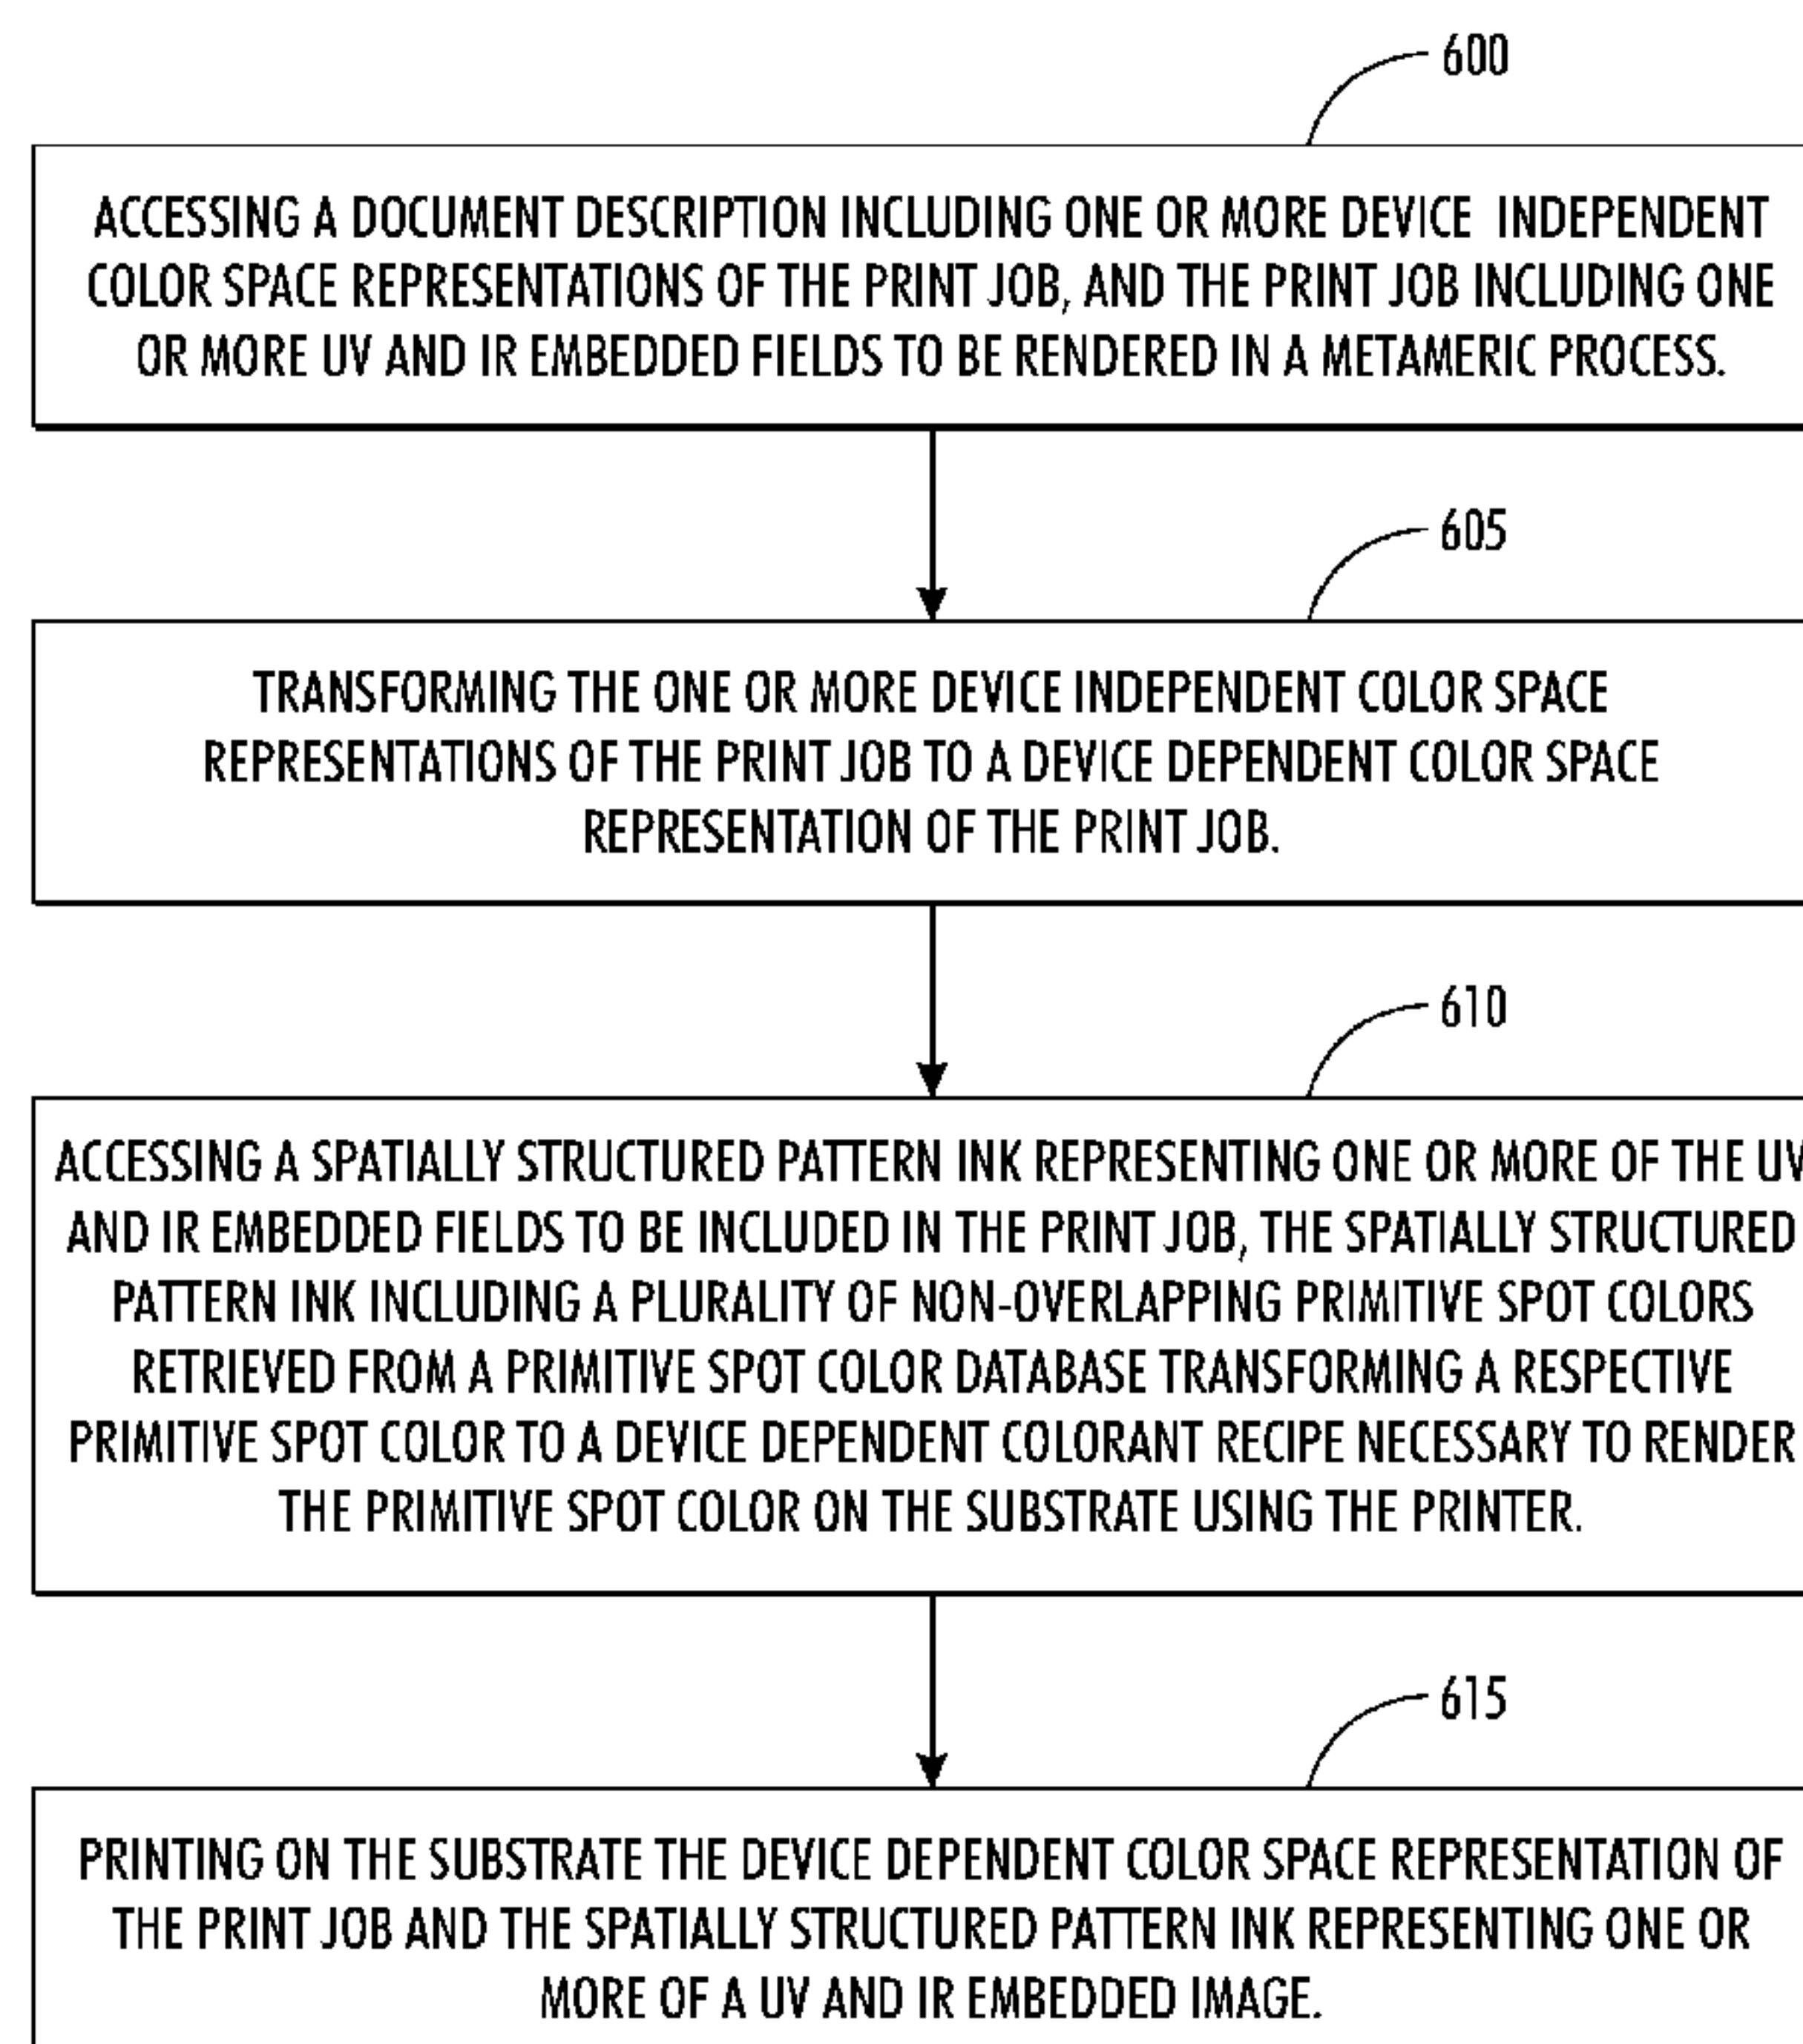 600
ACCESSING A DOCUMENT DESCRIPTION INCLUDING ONE OR MORE DEVICE INDEPENDENT
COLOR SPACE REPRESENTATIONS OF THE PRINT JOB, AND THE PRINT JOB INCLUDING ONE
OR MORE UV AND IR EMBEDDED FIELDS TO BE RENDERED IN A METAMERIC PROCESS.
605
TRANSFORMING THE ONE OR MORE DEVICE INDEPENDENT COLOR SPACE
REPRESENTATIONS OF THE PRINT JOB TO A DEVICE DEPENDENT COLOR SPACE
REPRESENTATION OF THE PRINT JOB.
610
ACCESSING A SPATIALLY STRUCTURED PATTERN INK REPRESENTING ONE OR MORE OF THE UV
AND IR EMBEDDED FIELDS TO BE INCLUDED IN THE PRINT JOB, THE SPATIALLY STRUCTURED
PATTERN INK INCLUDING A PLURALITY OF NON-OVERLAPPING PRIMITIVE SPOT COLORS
RETRIEVED FROM A PRIMITIVE SPOT COLOR DATABASE TRANSFORMING A RESPECTIVE
PRIMITIVE SPOT COLOR TO A DEVICE DEPENDENT COLORANT RECIPE NECESSARY TO RENDER
THE PRIMITIVE SPOT COLOR ON THE SUBSTRATE USING THE PRINTER.
615
PRINTING ON THE SUBSTRATE THE DEVICE DEPENDENT COLOR SPACE REPRESENTATION OF
THE PRINT JOB AND THE SPATIALLY STRUCTURED PATTERN INK REPRESENTING ONE OR
MORE OF A UV AND IR EMBEDDED IMAGE.